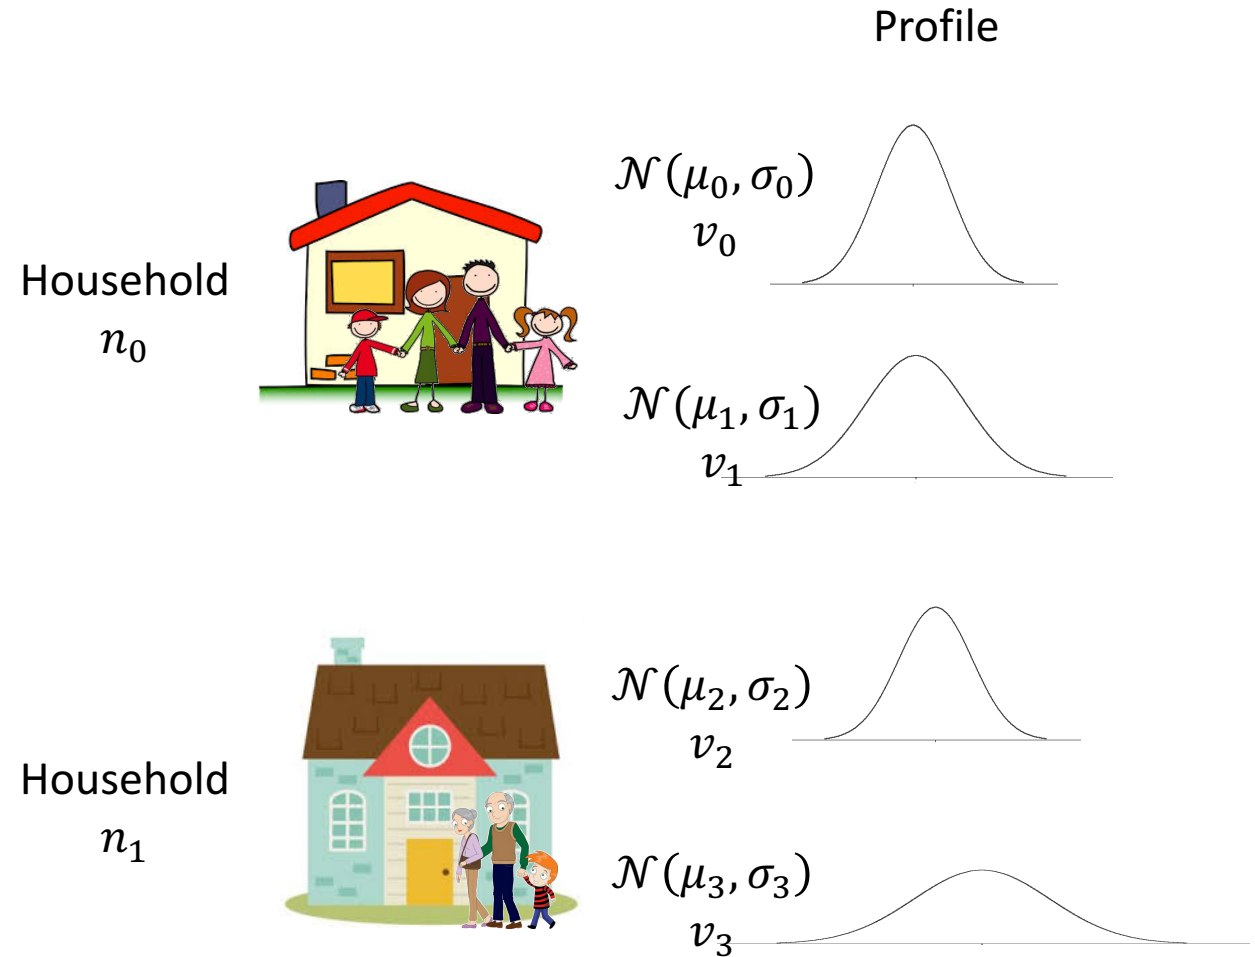 Profile
𝒩(μ₀, σ₀)
v₀
Household
n₀
𝒩(μ₁, σ₁)
v₁
𝒩(μ₂, σ₂)
v₂
Household
n₁
𝒩(μ₃, σ₃)
v₃